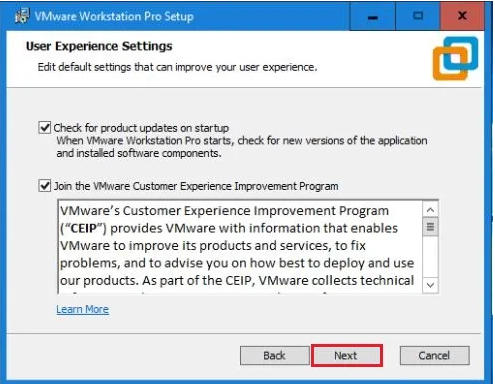 VMware Workstation Pro Setup
User Experience Settings
Edit default settings that can improve your user experience.
Check for product updates on startup
When VMware Workstation Pro starts, check for new versions of the application
and installed software components.
Join the VMware Customer Experience Improvement Program
VMware's Customer Experience Improvement Program
("CEIP") provides VMware with information that enables
VMware to improve its products and services, to fix
problems, and to advise you on how best to deploy and use
our products. As part of the CEIP, VMware collects technical
Learn More
Back Next Cancel